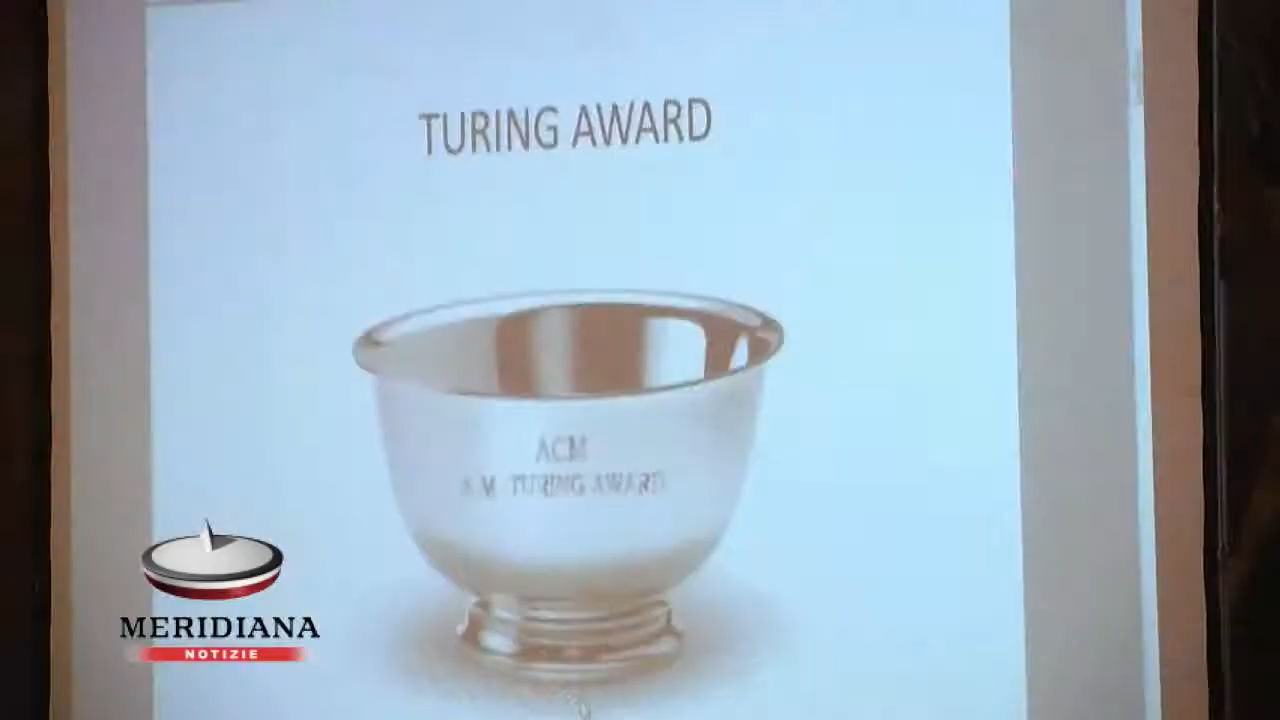 TURING AWARD
ACM
A.M. TURING AWARD
MERIDIANA
NOTIZIE